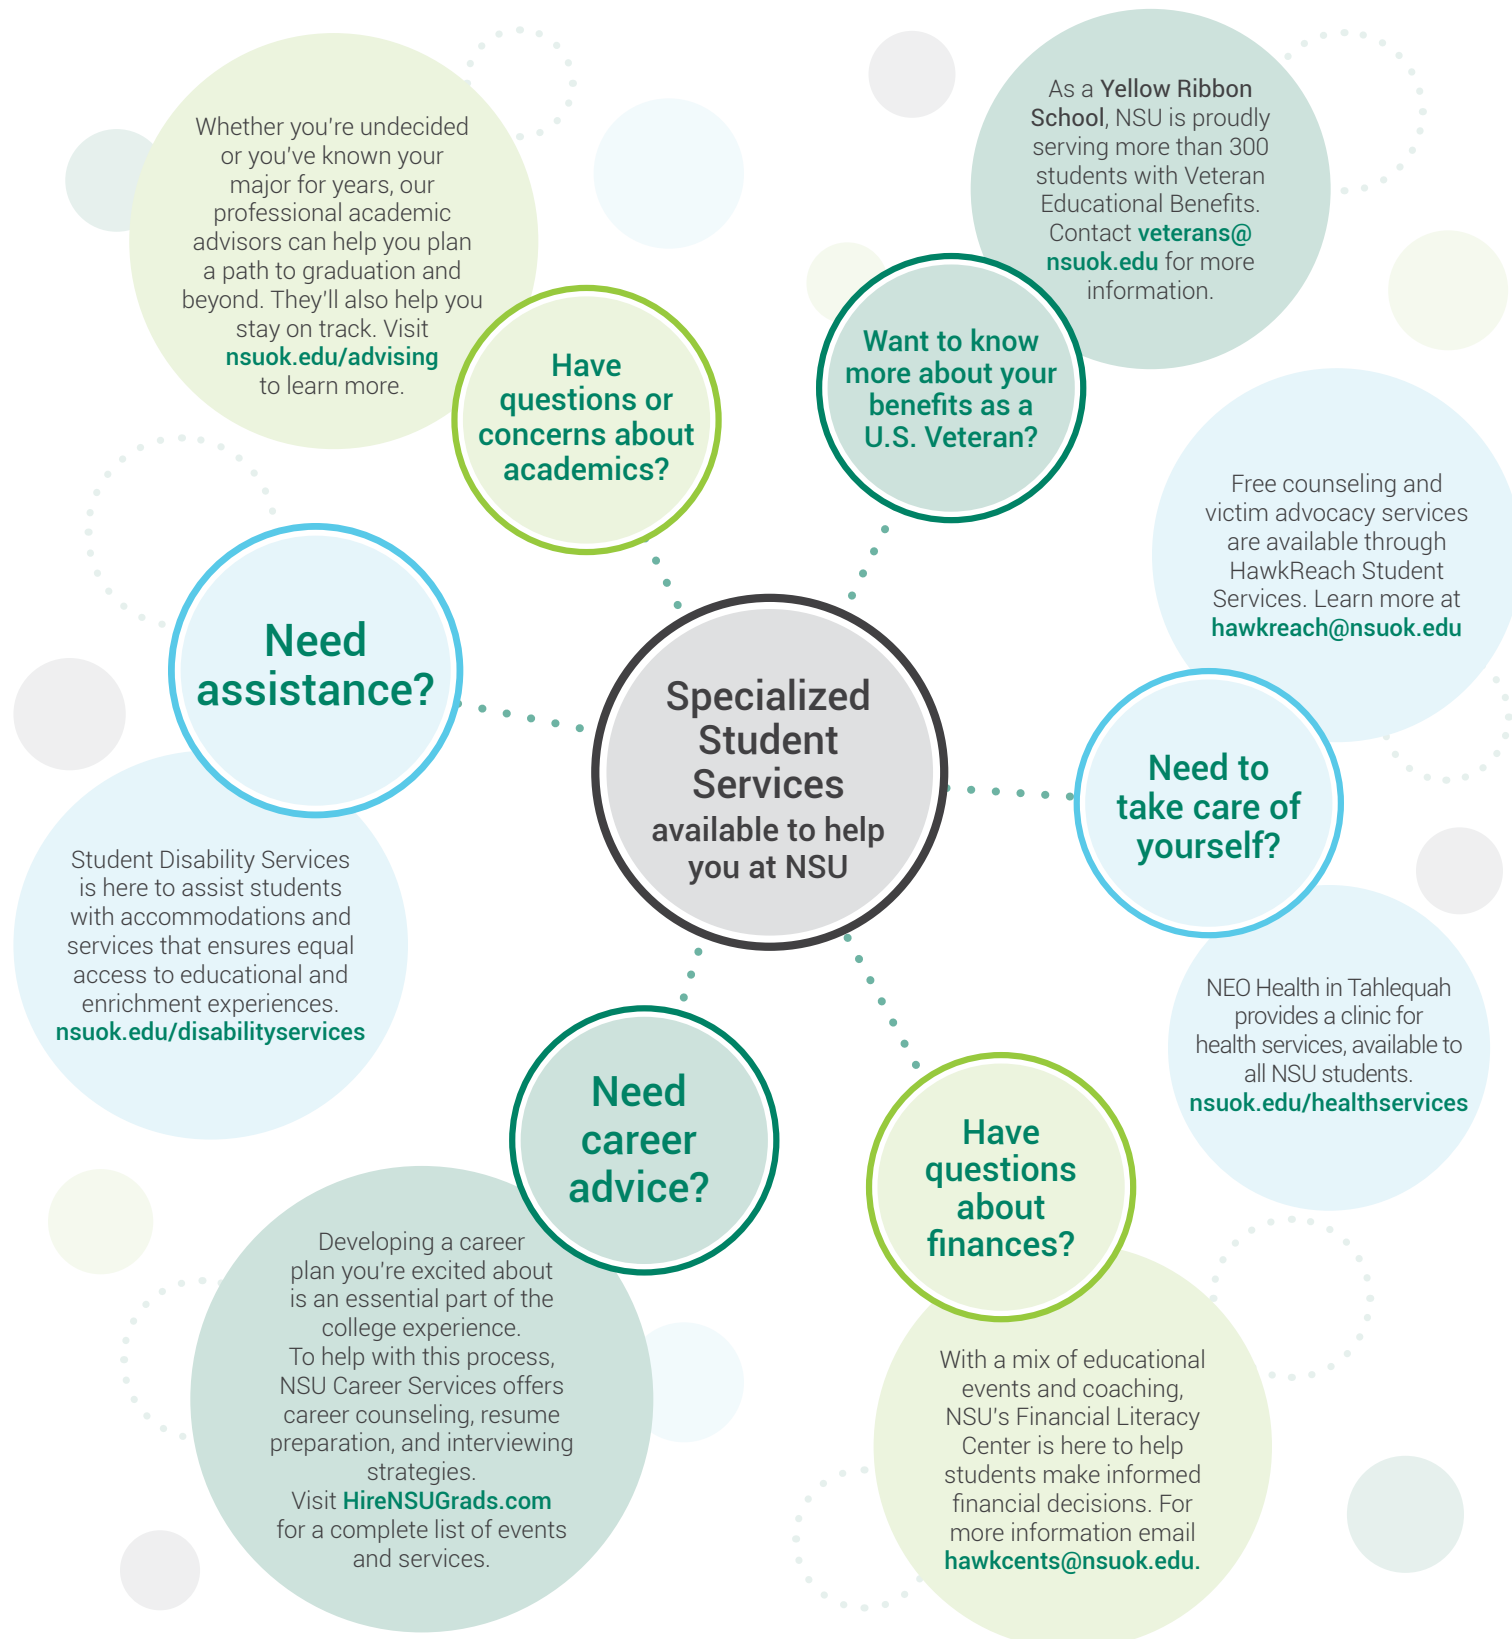 Whether you're undecided
or you've known your
major for years, our
professional academic
advisors can help you plan
a path to graduation and
beyond. They'll also help you
stay on track. Visit
nsuok.edu/advising
to learn more.
Have
questions or
concerns about
academics?
As a Yellow Ribbon
School, NSU is proudly
serving more than 300
students with Veteran
Educational Benefits.
Contact veterans@
nsuok.edu for more
information.
Want to know
more about your
benefits as a
U.S. Veteran?
Free counseling and
victim advocacy services
are available through
HawkReach Student
Services. Learn more at
hawkreach@nsuok.edu
Need to
take care of
yourself?
NEO Health in Tahlequah
provides a clinic for
health services, available to
all NSU students.
nsuok.edu/healthservices
Need
assistance?
Student Disability Services
is here to assist students
with accommodations and
services that ensures equal
access to educational and
enrichment experiences.
nsuok.edu/disabilityservices
Specialized
Student
Services
available to help
you at NSU
Need
career
advice?
Developing a career
plan you're excited about
is an essential part of the
college experience.
To help with this process,
NSU Career Services offers
career counseling, resume
preparation, and interviewing
strategies.
Visit HireNSUGrads.com
for a complete list of events
and services.
Have
questions
about
finances?
With a mix of educational
events and coaching,
NSU's Financial Literacy
Center is here to help
students make informed
financial decisions. For
more information email
hawkcents@nsuok.edu.